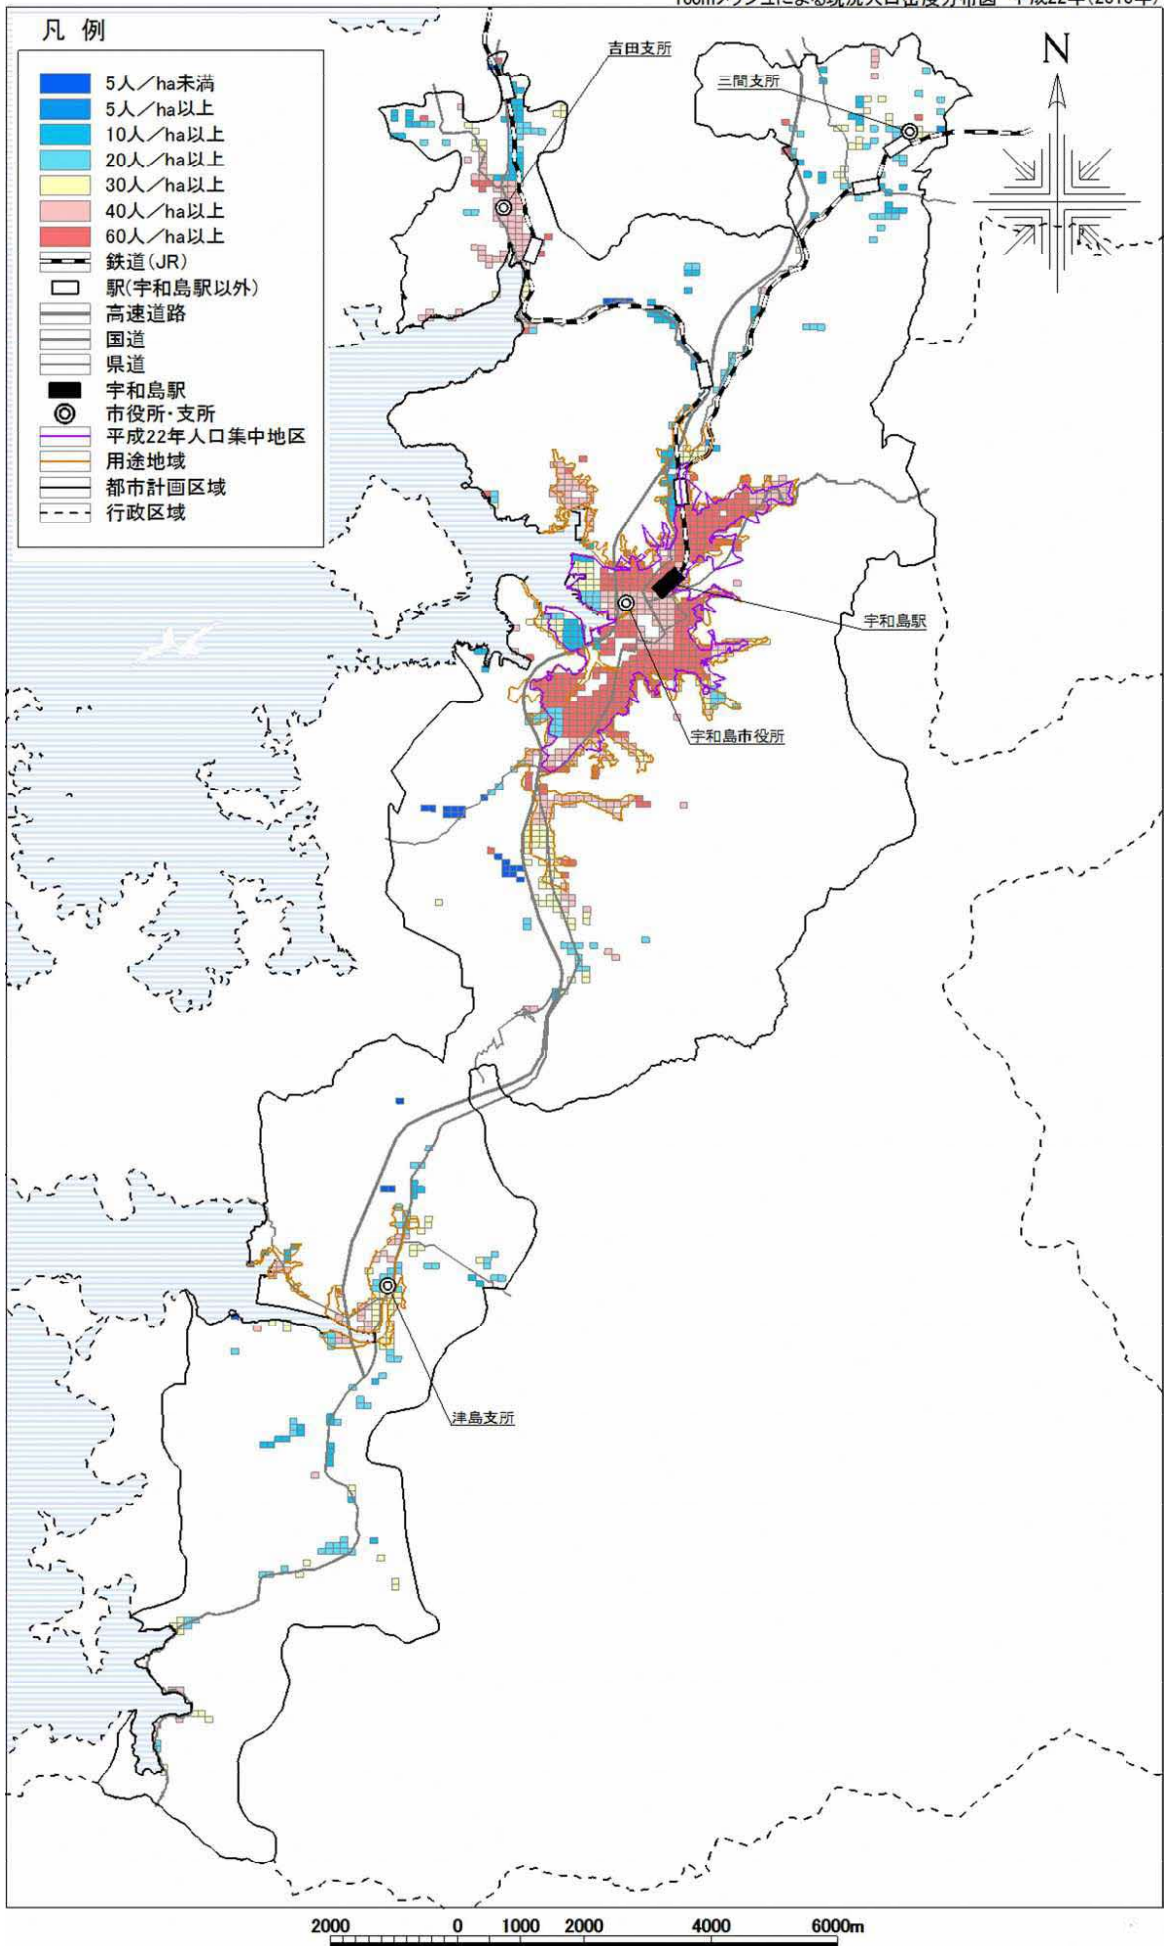 凡例
5人／ha未満
5人／ha以上
10人／ha以上
20人／ha以上
30人／ha以上
40人／ha以上
60人／ha以上
鉄道(JR)
駅(宇和島駅以外)
高速道路
国道
県道
宇和島駅
市役所・支所
平成22年人口集中地区
用途地域
都市計画区域
行政区域
吉田支所
三間支所
N
宇和島駅
宇和島市役所
津島支所
2000 0 1000 2000 4000 6000m